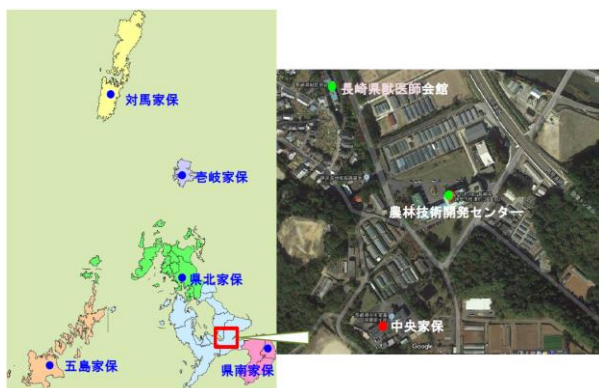 対馬家保
壱岐家保
県北家保
五島家保
県南家保
長崎県獣医師会館
農林技術開発センター
中央家保
Google